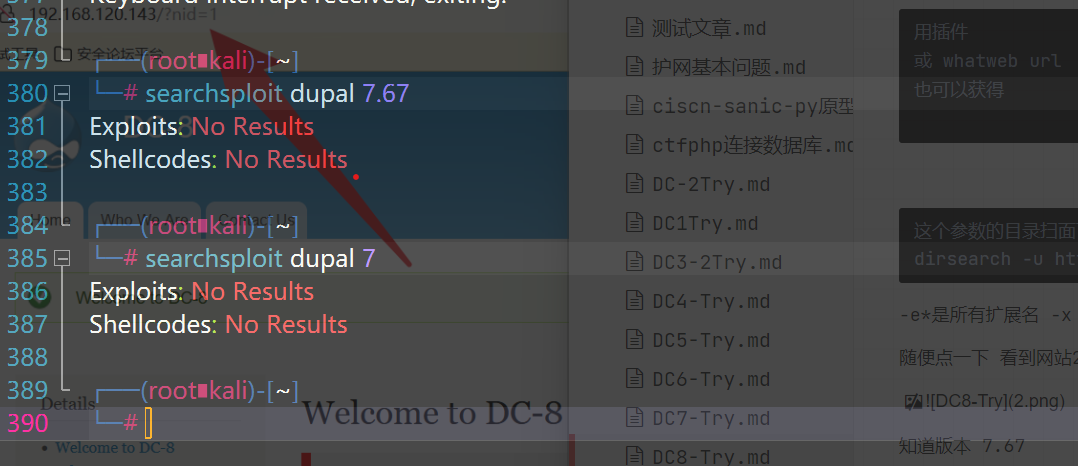 377 Keyboard interrupt received, exiting.
192.168.120.143/?nid=1
378
安全论坛平台
379 ┌──(root kali)-[~]
380 └─# searchsploit dupal 7.67
381 Exploits: No Results
DC-8
382 Shellcodes: No Results
383
Home Who We Are Contact Us
384 ┌──(root kali)-[~]
385 └─# searchsploit dupal 7
386 Exploits: No Results
Welcome to DC-8
387 Shellcodes: No Results
388
389 ┌──(root kali)-[~]
Details
390 └─#
Welcome to DC-8
Welcome to DC-8
测试文章.md
护网基本问题.md
ciscn-sanic-py原型
ctfphp连接数据库.md
DC-2Try.md
DC1Try.md
DC3-2Try.md
DC4-Try.md
DC5-Try.md
DC6-Try.md
DC7-Try.md
DC8-Try.md
用插件
或 whatweb url
也可以获得
这个参数的目录扫面
dirsearch -u ht
-e*是所有扩展名 -x
随便点一下 看到网站2
![DC8-Try](2.png)
知道版本 7.67